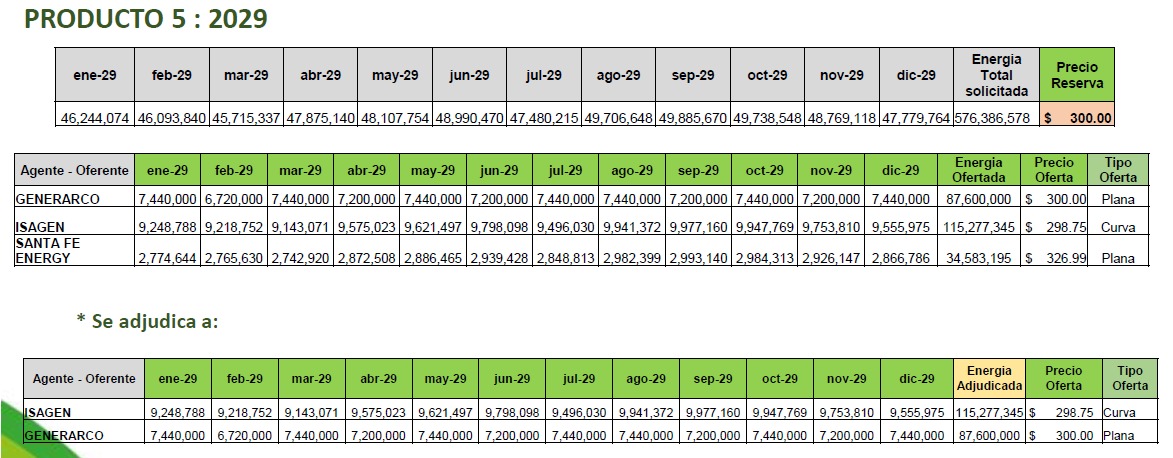 PRODUCTO 5 : 2029
ene-29 feb-29 mar-29 abr-29 may-29 jun-29 jul-29 ago-29 sep-29 oct-29 nov-29 dic-29 Energia Total solicitada Precio Reserva
46,244,074 46,093,840 45,715,337 47,875,140 48,107,754 48,990,470 47,480,215 49,706,648 49,885,670 49,738,548 48,769,118 47,779,764 576,386,578 $ 300.00
Agente - Oferente ene-29 feb-29 mar-29 abr-29 may-29 jun-29 jul-29 ago-29 sep-29 oct-29 nov-29 dic-29 Energia Ofertada Precio Oferta Tipo Oferta
GENERARCO 7,440,000 6,720,000 7,440,000 7,200,000 7,440,000 7,200,000 7,440,000 7,440,000 7,200,000 7,440,000 7,200,000 7,440,000 87,600,000 $ 300.00 Plana
ISAGEN 9,248,788 9,218,752 9,143,071 9,575,023 9,621,497 9,798,098 9,496,030 9,941,372 9,977,160 9,947,769 9,753,810 9,555,975 115,277,345 $ 298.75 Curva
SANTA FE ENERGY 2,774,644 2,765,630 2,742,920 2,872,508 2,886,465 2,939,428 2,848,813 2,982,399 2,993,140 2,984,313 2,926,147 2,866,786 34,583,195 $ 326.99 Plana
* Se adjudica a:
Agente - Oferente ene-29 feb-29 mar-29 abr-29 may-29 jun-29 jul-29 ago-29 sep-29 oct-29 nov-29 dic-29 Energia Adjudicada Precio Oferta Tipo Oferta
ISAGEN 9,248,788 9,218,752 9,143,071 9,575,023 9,621,497 9,798,098 9,496,030 9,941,372 9,977,160 9,947,769 9,753,810 9,555,975 115,277,345 $ 298.75 Curva
GENERARCO 7,440,000 6,720,000 7,440,000 7,200,000 7,440,000 7,200,000 7,440,000 7,440,000 7,200,000 7,440,000 7,200,000 7,440,000 87,600,000 $ 300.00 Plana